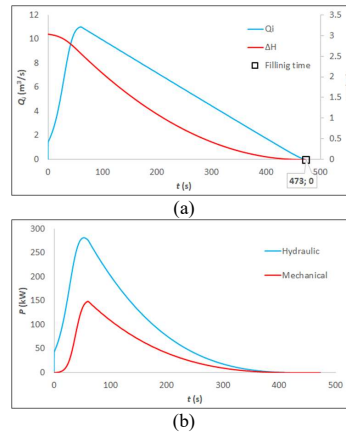 12
10
8
6
4
2
0
Qi (m³/s)
3.5
3
2.5
2
1.5
1
0.5
0
Qi
ΔH
Fillinig time
0 100 200 300 400 500
473; 0
t (s)
(a)
300
250
200
150
100
50
0
P (kW)
Hydraulic
Mechanical
0 100 200 300 400 500
t (s)
(b)